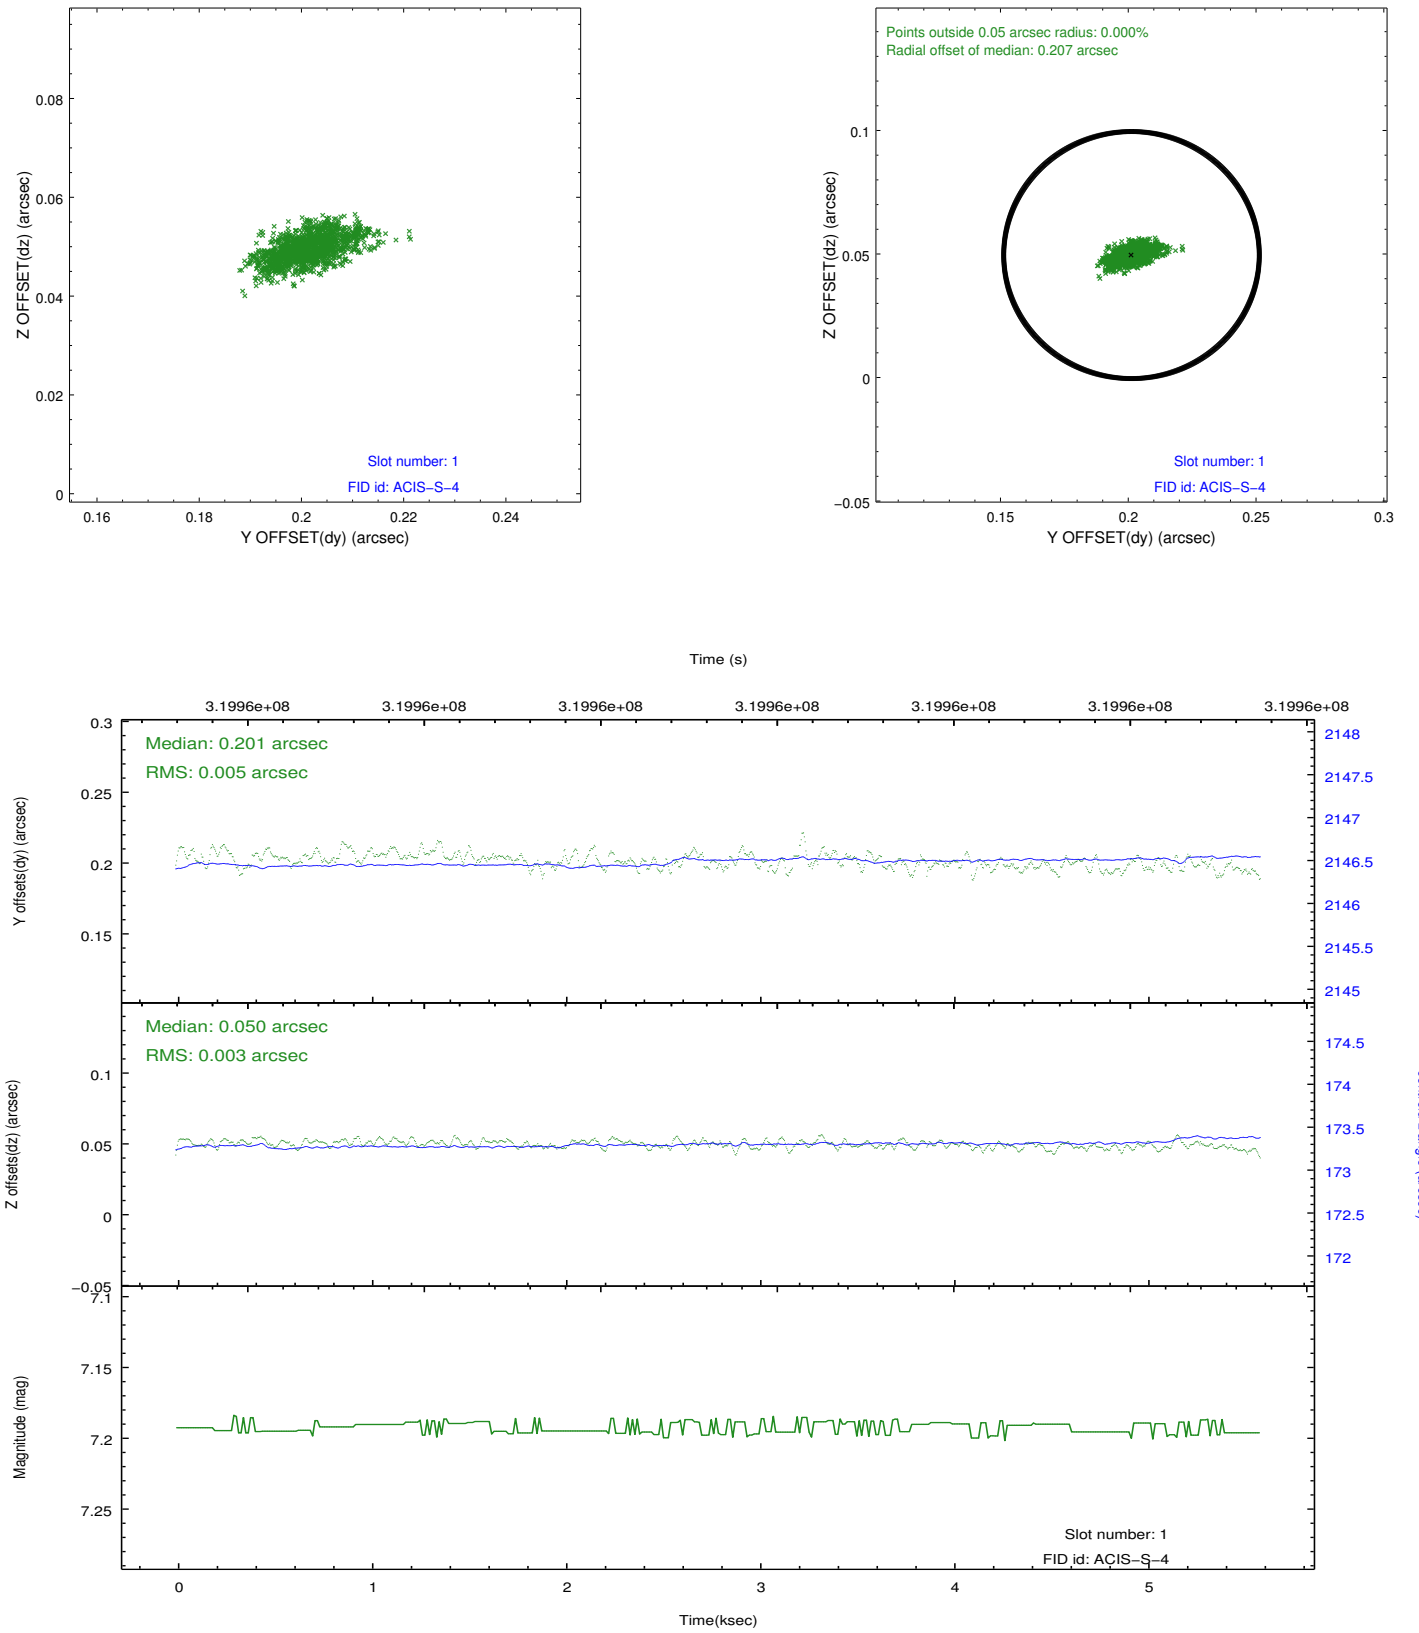 0.08
0.06
0.04
0.02
0
Z OFFSET(dz) (arcsec)
Slot number: 1
FID id: ACIS−S−4
0.16 0.18 0.2 0.22 0.24
Y OFFSET(dy) (arcsec)
Points outside 0.05 arcsec radius: 0.000%
Radial offset of median: 0.207 arcsec
0.1
0.05
0
−0.05
Z OFFSET(dz) (arcsec)
Slot number: 1
FID id: ACIS−S−4
0.15 0.2 0.25 0.3
Y OFFSET(dy) (arcsec)
Time (s)
3.1996e+08 3.1996e+08 3.1996e+08 3.1996e+08 3.1996e+08 3.1996e+08 3.1996e+08
Median: 0.201 arcsec
RMS: 0.005 arcsec
0.3
0.25
0.2
0.15
Y offsets(dy) (arcsec)
2148
2147.5
2147
2146.5
2146
2145.5
2145
Median: 0.050 arcsec
RMS: 0.003 arcsec
0.1
0.05
0
−0.05
Z offsets(dz) (arcsec)
174.5
174
173.5
173
172.5
172
7.1
7.15
7.2
7.25
Magnitude (mag)
Slot number: 1
FID id: ACIS−S−4
0 1 2 3 4 5
Time(ksec)